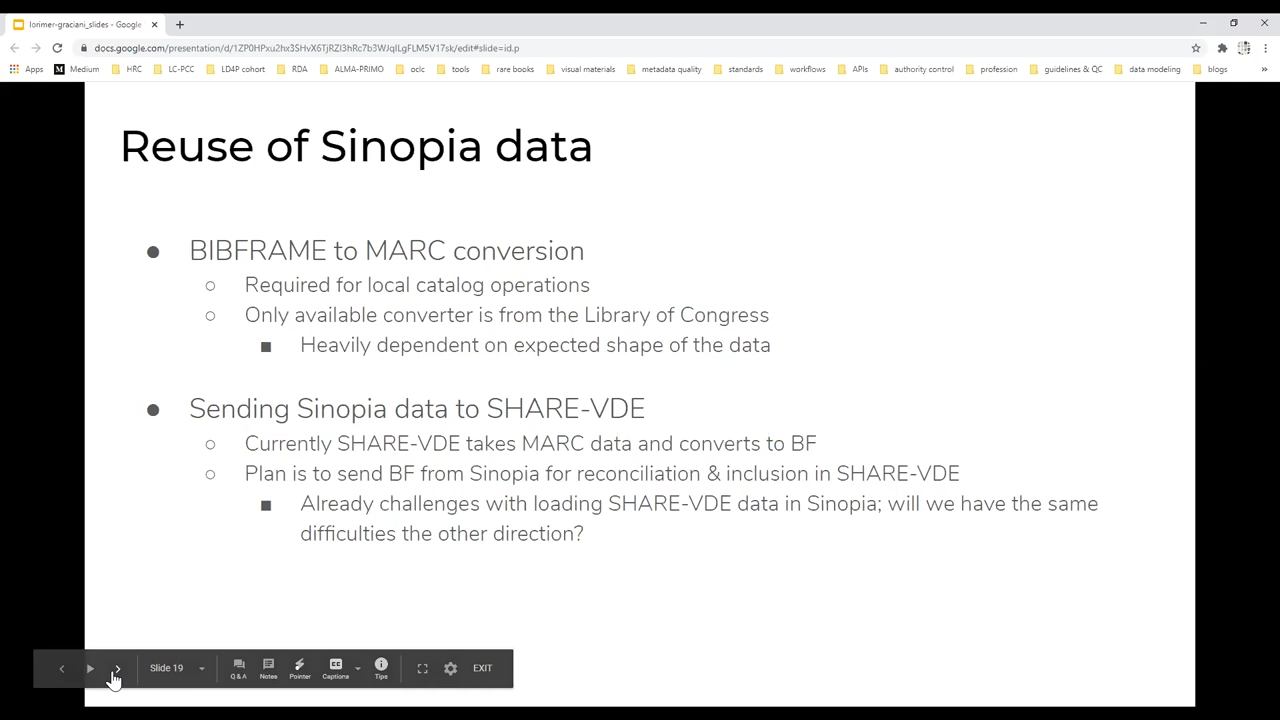 lorimer-graciani_slides - Google
docs.google.com/presentation/d/1ZP0HPxu2hx3SHvX6TjRZI3hRc7b3WJqILgFLM5V17sk/edit#slide=id.p
Apps Medium HRC LC-PCC LD4P cohort RDA ALMA-PRIMO oclc tools rare books visual materials metadata quality standards workflows APIs authority control profession guidelines & QC data modeling blogs
Reuse of Sinopia data
● BIBFRAME to MARC conversion
○ Required for local catalog operations
○ Only available converter is from the Library of Congress
■ Heavily dependent on expected shape of the data
● Sending Sinopia data to SHARE-VDE
○ Currently SHARE-VDE takes MARC data and converts to BF
○ Plan is to send BF from Sinopia for reconciliation & inclusion in SHARE-VDE
■ Already challenges with loading SHARE-VDE data in Sinopia; will we have the same
difficulties the other direction?
Slide 19 Q & A Notes Pointer CC Captions Tips EXIT